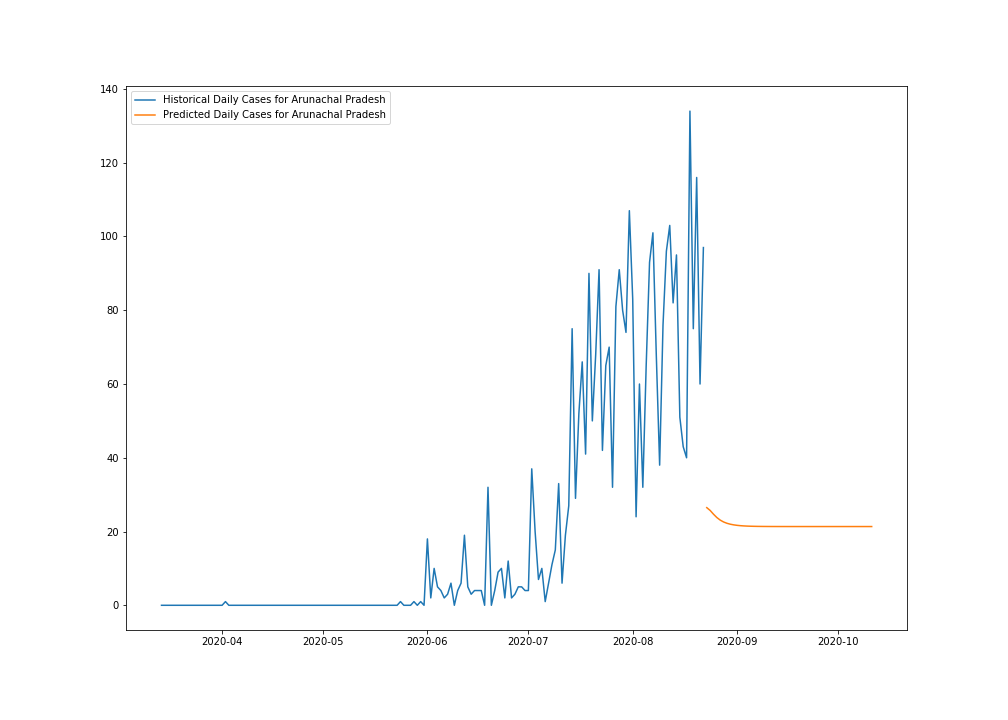 Historical Daily Cases for Arunachal Pradesh
Predicted Daily Cases for Arunachal Pradesh
140
120
100
80
60
40
20
0
2020-04 2020-05 2020-06 2020-07 2020-08 2020-09 2020-10